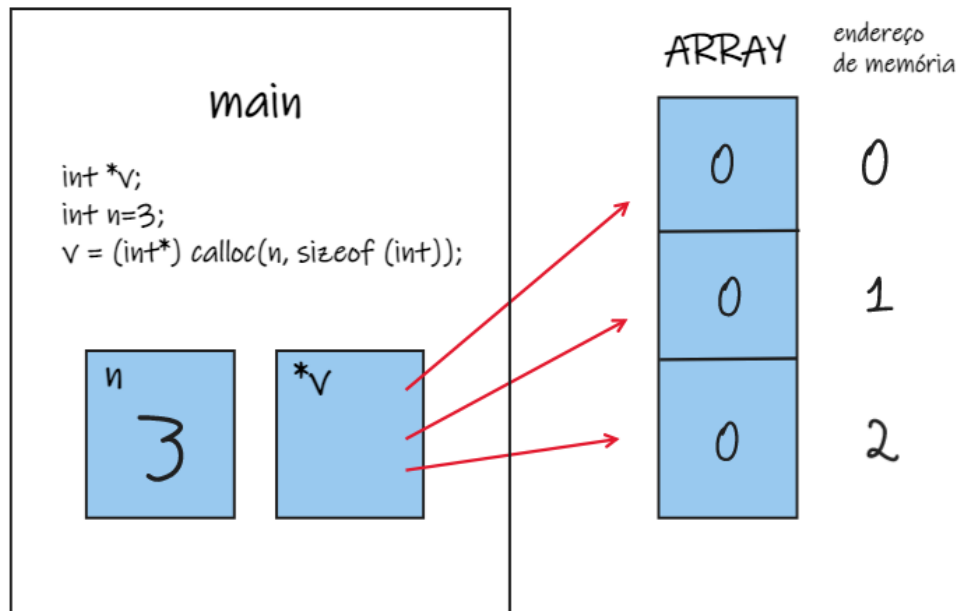 main
int *v;
int n=3;
v = (int*) calloc(n, sizeof (int));
n
3
*v
ARRAY
endereço
de memória
0
0
0
1
0
2